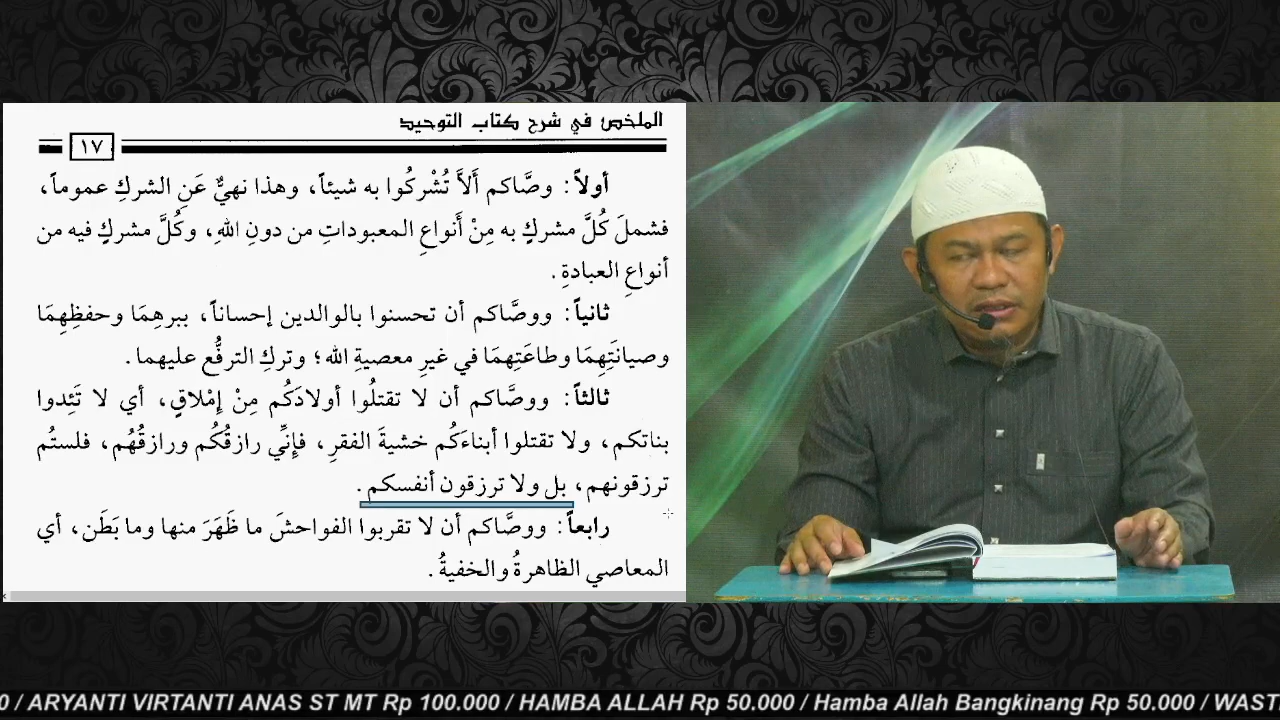 الملخص في شرح كتاب التوحيد
١٧
أولاً: وصَّاكم أَلاَّ تُشْركُوا به شيئاً، وهذا نهيٌ عَنِ الشركِ عموماً،
فشملَ كُلَّ مشركٍ به مِنْ أَنواعِ المعبوداتِ من دونِ اللهِ، وكُلَّ مشركٍ فيه من
أنواعِ العبادةِ.
ثانياً: ووصَّاكم أن تحسنوا بالوالدين إحساناً، ببرهِمَا وحفظِهِمَا
وصيانَتِهِمَا وطاعَتِهِمَا في غيرِ معصيةِ الله؛ وتركِ الترفُّع عليهما.
ثالثاً: ووصَّاكم أن لا تقتلُوا أولادَكُم مِنْ إِمْلاقٍ، أي لا تَئِدوا
بناتكم، ولا تقتلوا أبناءَكُم خشيةَ الفقرِ، فإنِّي رازقُكُم ورازقُهُم، فلستُم
ترزقونهم، بل ولا ترزقون أنفسكم.
رابعاً: ووصَّاكم أن لا تقربوا الفواحشَ ما ظَهَرَ منها وما بَطَن، أي
المعاصي الظاهرةُ والخفيةُ.
0 / ARYANTI VIRTANTI ANAS ST MT Rp 100.000 / HAMBA ALLAH Rp 50.000 / Hamba Allah Bangkinang Rp 50.000 / WAST